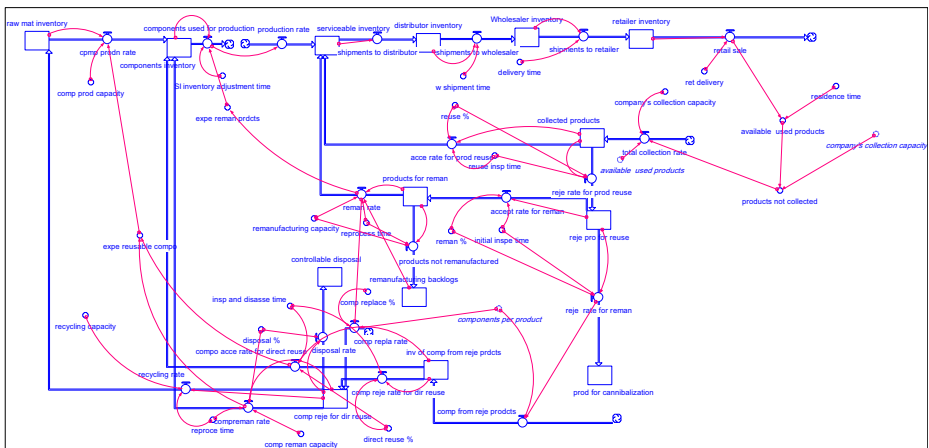 raw mat inventory
components used for production
production rate
serviceable inventory
distributor inventory
Wholesaler inventory
retailer inventory
cpmp prdn rate
components inventory
shipments to distributor
shipments to wholesaler
shipments to retailer
retail sale
comp prod capacity
SI inventory adjustment time
w shipment time
delivery time
ret delivery
expe reman prdcts
company's collection capacity
residence time
reuse %
collected products
available used products
company's collection capacity
acce rate for prod reuse
total collection rate
reuse insp time
available used products
products for reman
reje rate for prod reuse
products not collected
reman rate
accept rate for reman
remanufacturing capacity
reprocess time
reman %
initial inspe time
reje pro for reuse
expe reusable compo
products not remanufactured
controllable disposal
remanufacturing backlogs
insp and disasse time
comp replace %
components per product
reje rate for reman
recycling capacity
disposal %
comp repla rate
compo acce rate for direct reuse
disposal rate
inv of comp from reje prdcts
recycling rate
comp reje rate for dir reuse
prod for cannibalization
compreman rate
comp reje for dir reuse
comp from reje prodcts
reproce time
comp reman capacity
direct reuse %